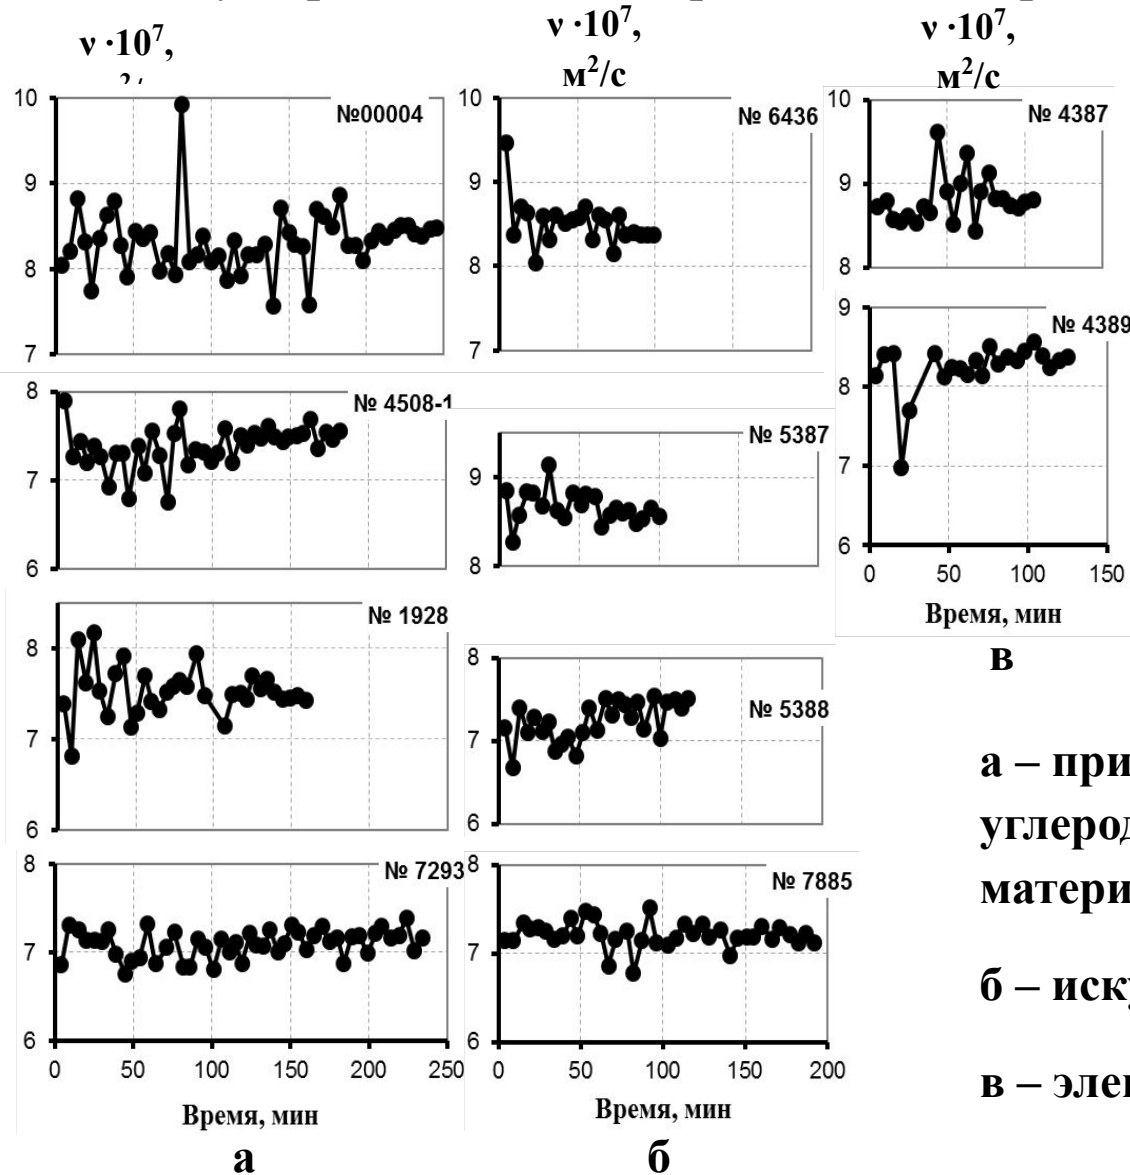 ν ·10⁷,
ν ·10⁷,
м²/с
ν ·10⁷,
м²/с
10
9
8
7
№00004
8
7
6
№ 4508-1
8
7
6
№ 1928
8
7
6
№ 7293
0 50 100 150 200 250
Время, мин
а
10
9
8
7
№ 6436
9
8
№ 5387
8
7
6
№ 5388
8
7
6
№ 7885
0 50 100 150 200
Время, мин
б
10
9
8
№ 4387
9
8
7
6
№ 4389
0 50 100 150
Время, мин
в
а – при
углерод
матери
б – иску
в – элек